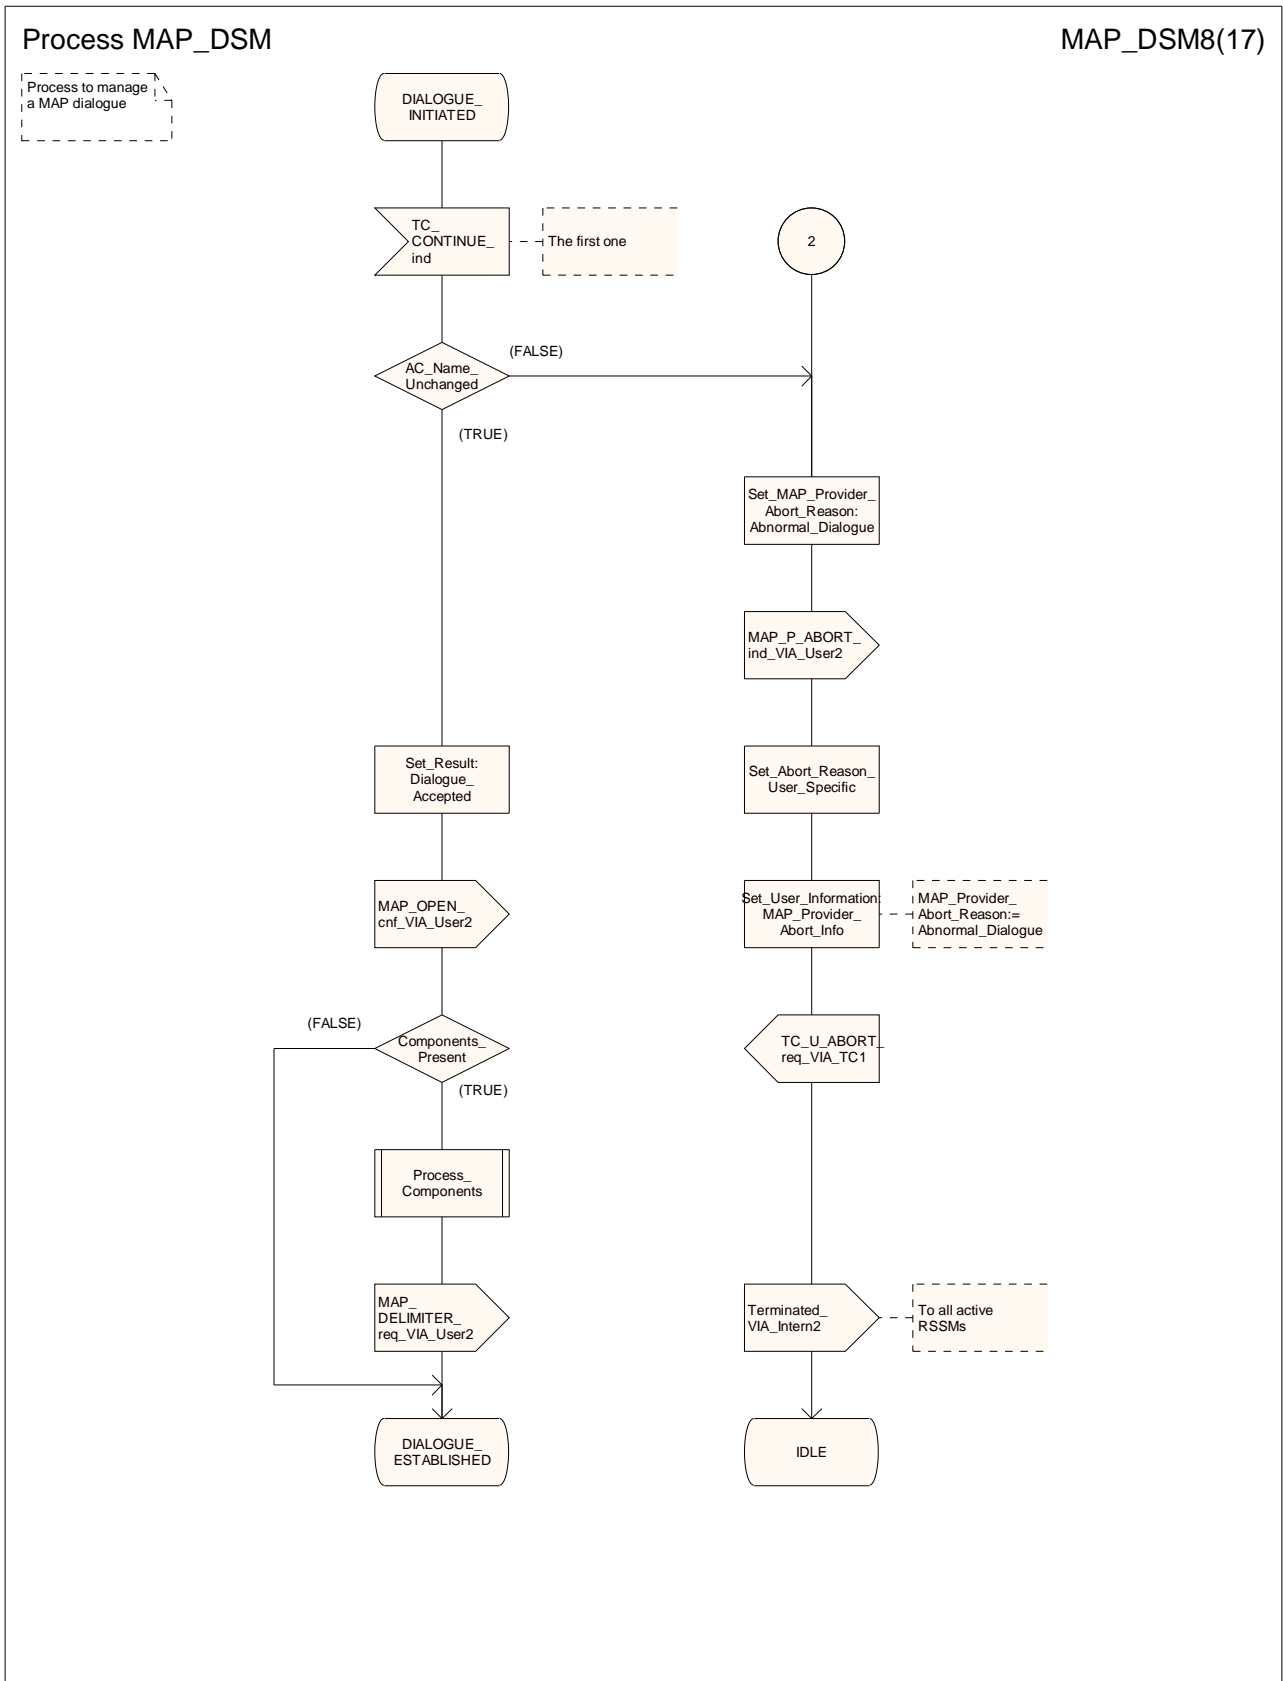 Process MAP_DSM
MAP_DSM8(17)
Process to manage
a MAP dialogue
DIALOGUE_
INITIATED
TC_
CONTINUE_
ind
The first one
2
AC_Name_
Unchanged
(FALSE)
(TRUE)
Set_MAP_Provider_
Abort_Reason:
Abnormal_Dialogue
MAP_P_ABORT_
ind_VIA_User2
Set_Result:
Dialogue_
Accepted
Set_Abort_Reason_
User_Specific
MAP_OPEN_
cnf_VIA_User2
Set_User_Information:
MAP_Provider_
Abort_Info
MAP_Provider_
Abort_Reason:=
Abnormal_Dialogue
(FALSE)
Components_
Present
(TRUE)
TC_U_ABORT_
req_VIA_TC1
Process_
Components
MAP_
DELIMITER_
req_VIA_User2
Terminated_
VIA_Intern2
To all active
RSSMs
DIALOGUE_
ESTABLISHED
IDLE